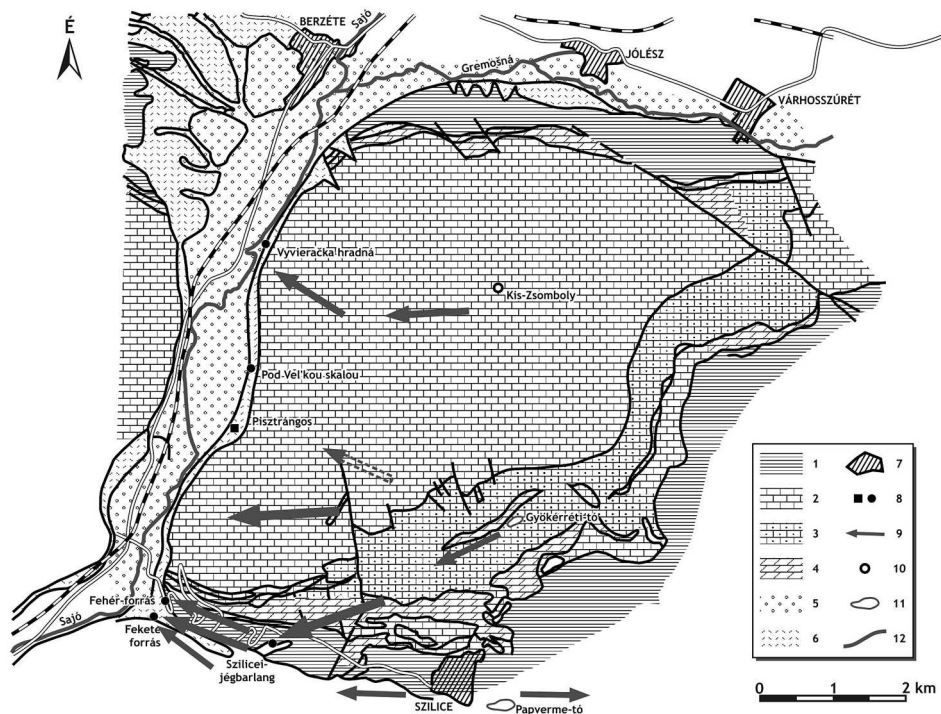 BERZÉTE
Sajó
É
Gremošná
JÓLÉSZ
VÁRHOSSZÚRÉT
Vyvieračka hradná
Kis-Zsomboly
Pod Veľkou skalou
Pisztrángos
Gyökérréti-tó
Fehér-forrás
Sajó
Fekete
forrás
Szilicei-
jégbarlang
SZILICE
Papverme-tó
1
2
3
4
5
6
7
8
9
10
11
12
0 1 2 km